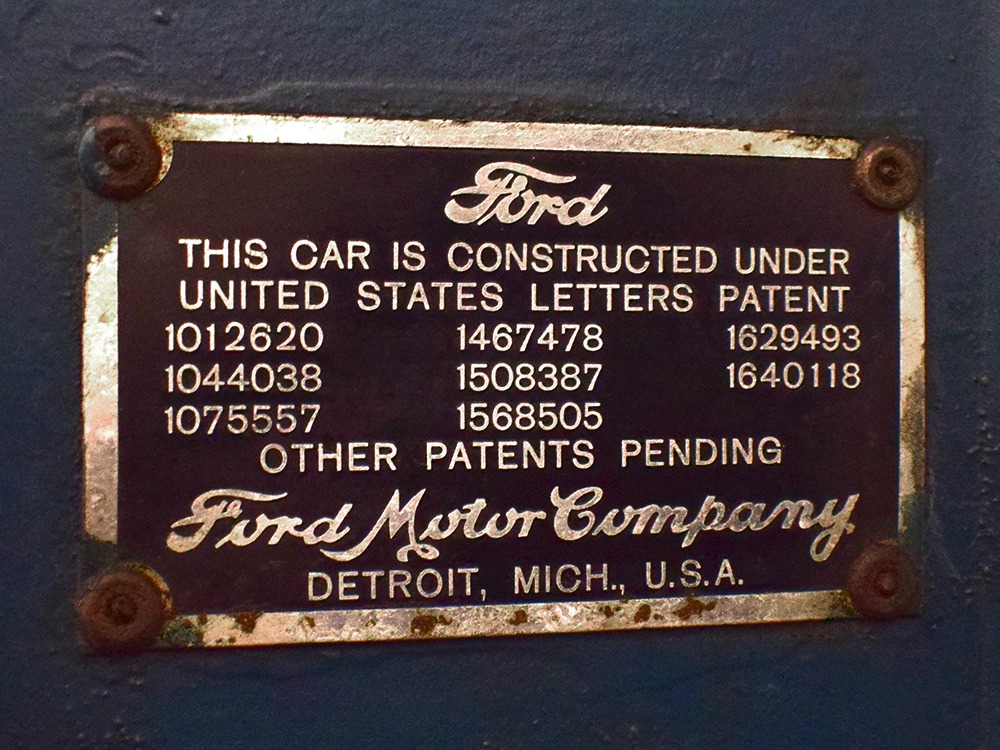 Ford
THIS CAR IS CONSTRUCTED UNDER
UNITED STATES LETTERS PATENT
1012620 1467478 1629493
1044038 1508387 1640118
1075557 1568505
OTHER PATENTS PENDING
Ford Motor Company
DETROIT, MICH., U.S.A.